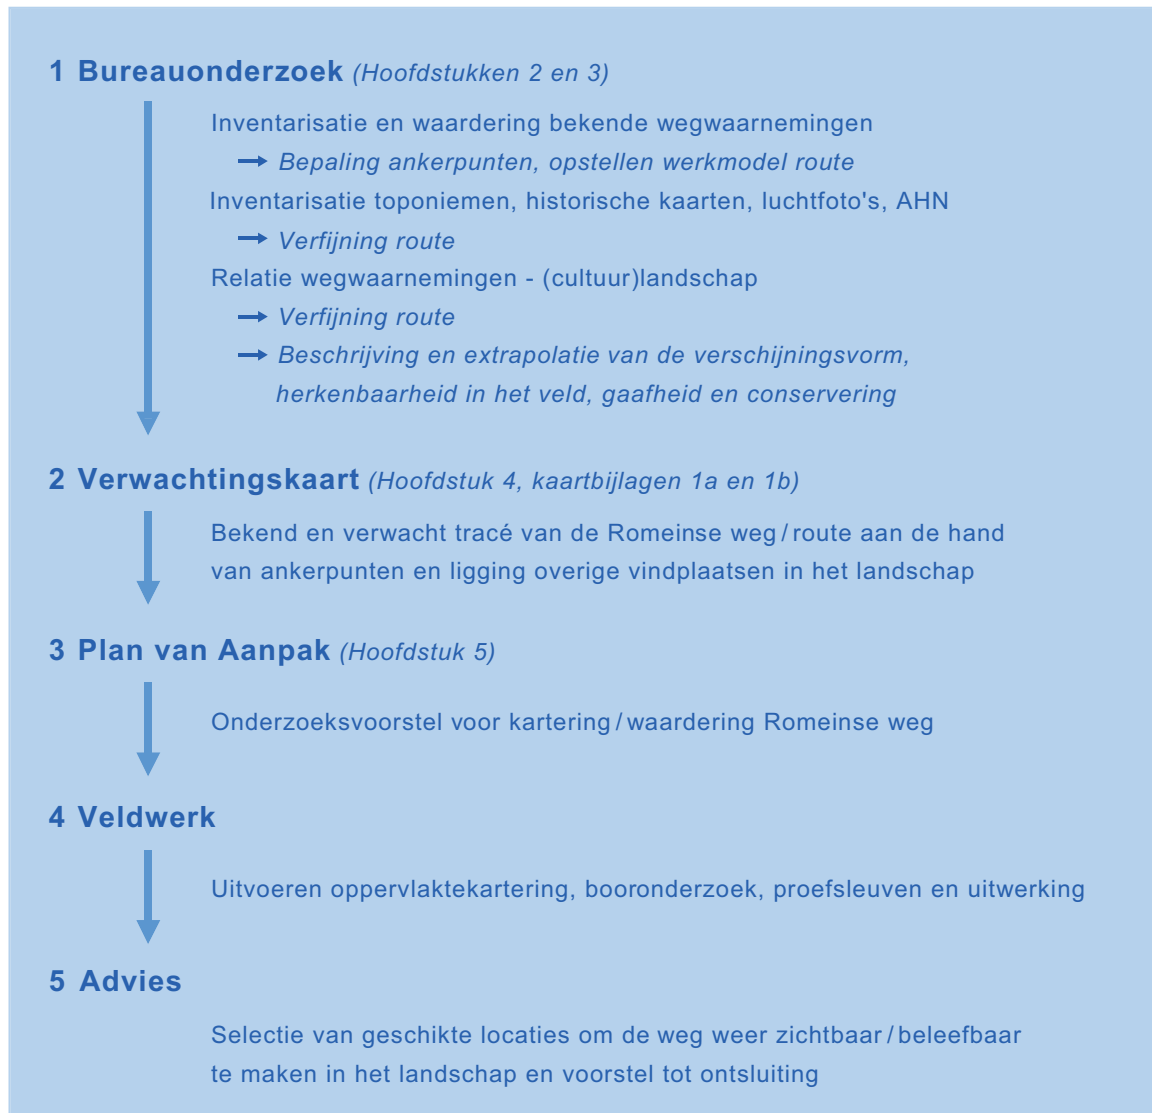 1 Bureauonderzoek (Hoofdstukken 2 en 3)
Inventarisatie en waardering bekende wegwaarnemingen
→ Bepaling ankerpunten, opstellen werkmodel route
Inventarisatie toponiemen, historische kaarten, luchtfoto's, AHN
→ Verfijning route
Relatie wegwaarnemingen - (cultuur)landschap
→ Verfijning route
→ Beschrijving en extrapolatie van de verschijningsvorm,
herkenbaarheid in het veld, gaafheid en conservering
2 Verwachtingskaart (Hoofdstuk 4, kaartbijlagen 1a en 1b)
Bekend en verwacht tracé van de Romeinse weg / route aan de hand
van ankerpunten en ligging overige vindplaatsen in het landschap
3 Plan van Aanpak (Hoofdstuk 5)
Onderzoeksvoorstel voor kartering / waardering Romeinse weg
4 Veldwerk
Uitvoeren oppervlaktekartering, booronderzoek, proefsleuven en uitwerking
5 Advies
Selectie van geschikte locaties om de weg weer zichtbaar / beleefbaar
te maken in het landschap en voorstel tot ontsluiting